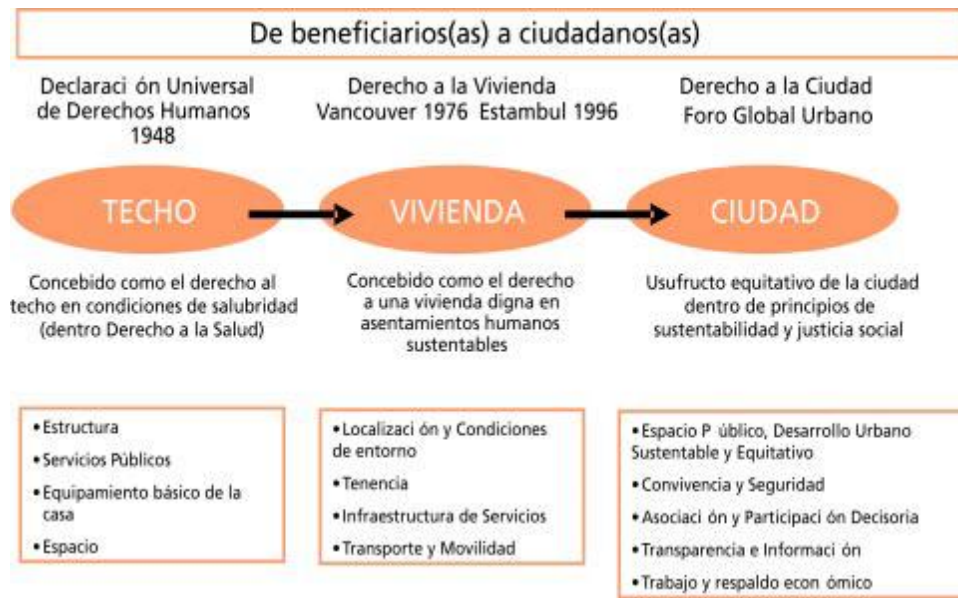 De beneficiarios(as) a ciudadanos(as)
Declaraci ón Universal
de Derechos Humanos
1948
Derecho a la Vivienda
Vancouver 1976 Estambul 1996
Derecho a la Ciudad
Foro Global Urbano
TECHO
VIVIENDA
CIUDAD
Concebido como el derecho al
techo en condiciones de salubridad
(dentro Derecho a la Salud)
Concebido como el derecho
a una vivienda digna en
asentamientos humanos
sustentables
Usufructo equitativo de la ciudad
dentro de principios de
sustentabilidad y justicia social
•Estructura
•Servicios Públicos
•Equipamiento básico de la
casa
•Espacio
•Localizaci ón y Condiciones
de entorno
•Tenencia
•Infraestructura de Servicios
•Transporte y Movilidad
•Espacio P úblico, Desarrollo Urbano
Sustentable y Equitativo
•Convivencia y Seguridad
•Asociaci ón y Participaci ón Decisoria
•Transparencia e Informaci ón
•Trabajo y respaldo econ ómico